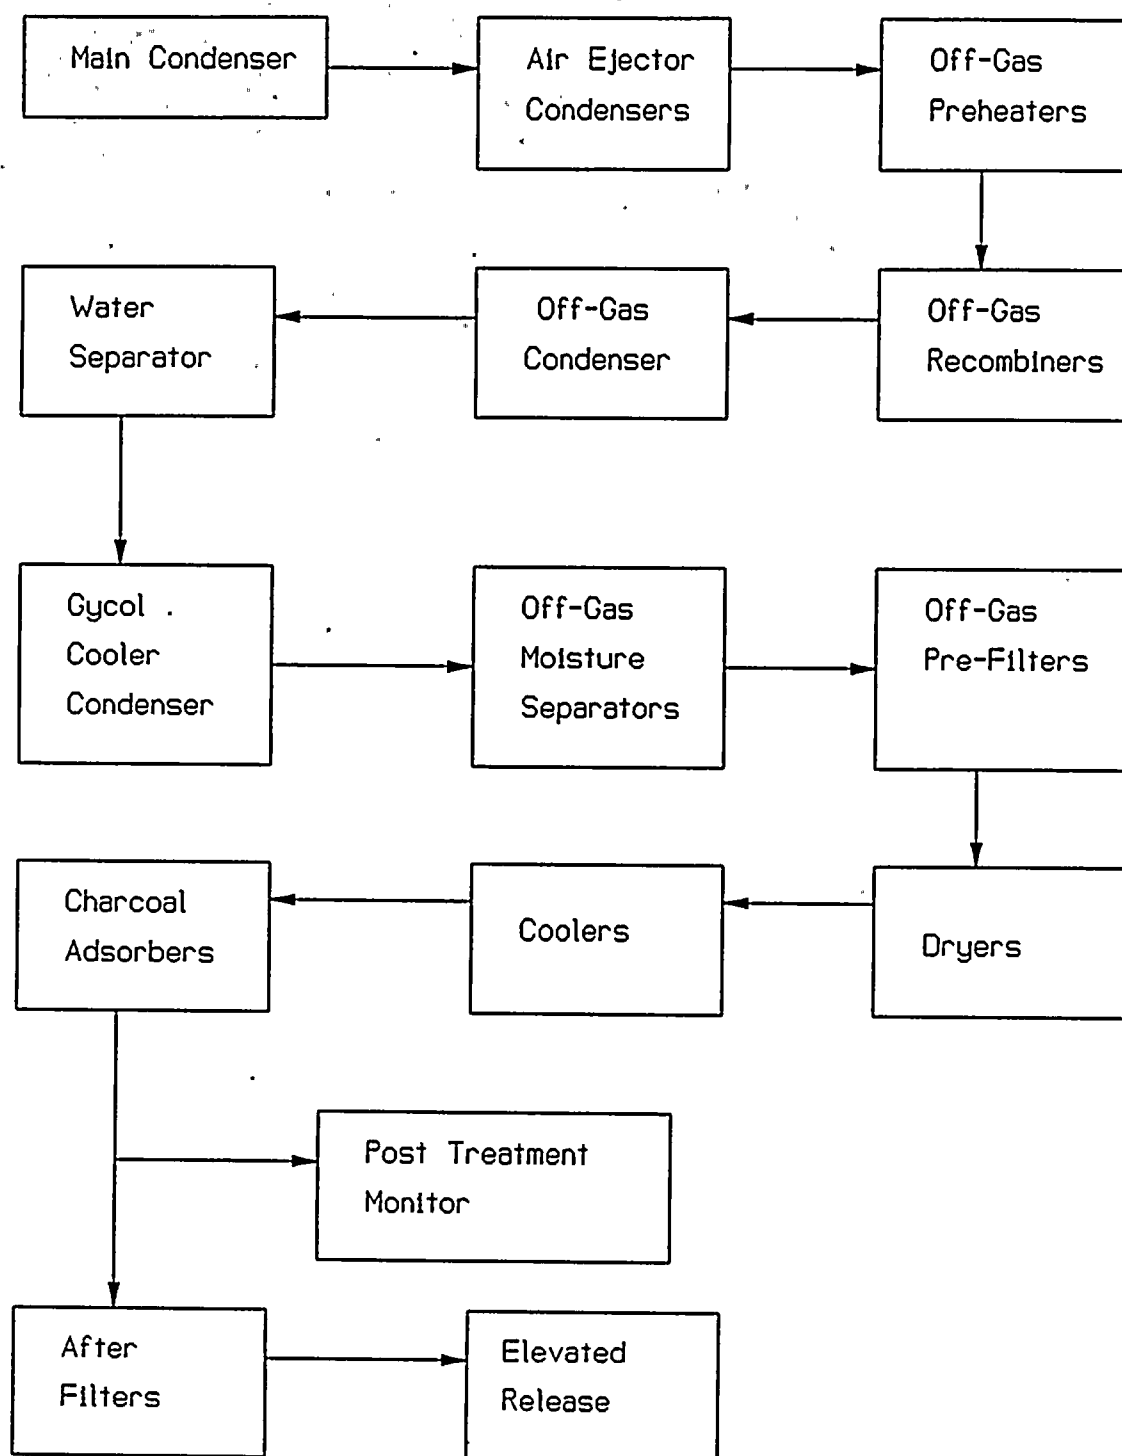 Main Condenser
Air Ejector
Condensers
Off-Gas
Preheaters
Water
Separator
Off-Gas
Condenser
Off-Gas
Recombiners
Gycol .
Cooler
Condenser
Off-Gas
Moisture
Separators
Off-Gas
Pre-Filters
Charcoal
Adsorbers
Coolers
Dryers
Post Treatment
Monitor
After
Filters
Elevated
Release